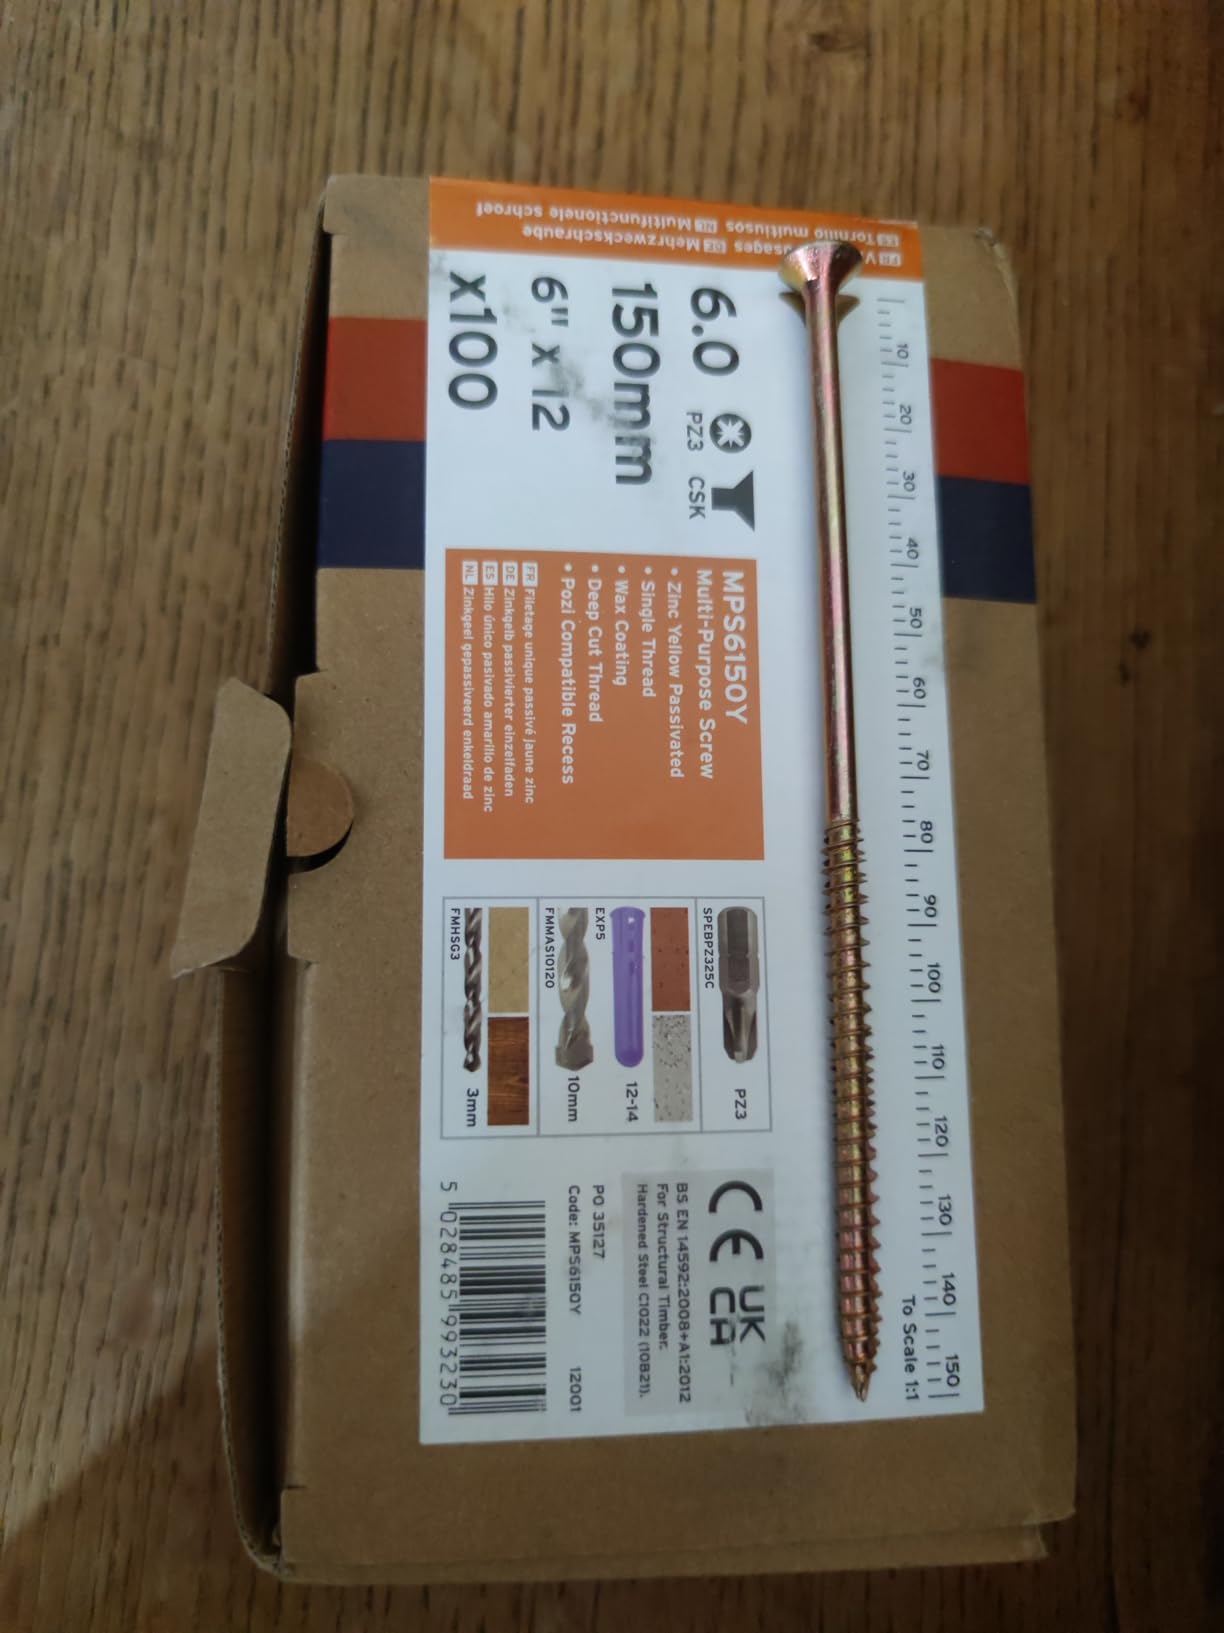 usages DE Mehrzweckschraube
ES Tornillo multiusos NL Multifunctionele schroef
10 20 30 40 50 60 70 80 90 100 110 120 130 140 150
To Scale 1:1
6.0
PZ3 CSK
150mm
6" x 12
x100
MPS6150Y
Multi-Purpose Screw
• Zinc Yellow Passivated
• Single Thread
• Wax Coating
• Deep Cut Thread
• Pozi Compatible Recess
FR Filetage unique passivé jaune zinc
DE Zinkgelb passivierter einzelfaden
ES Hilo único pasivado amarillo de zinc
NL Zinkgeel gepassiveerd enkeldraad
PZ3
SPEBPZ325C
12-14
EXP5
10mm
FMMAS10120
3mm
FMHSG3
CE UK
CA
BS EN 14592:2008+A1:2012
For Structural Timber.
Hardened Steel C1022 (10B21).
PO 35127
Code: MPS6150Y 12001
5 028485 993230